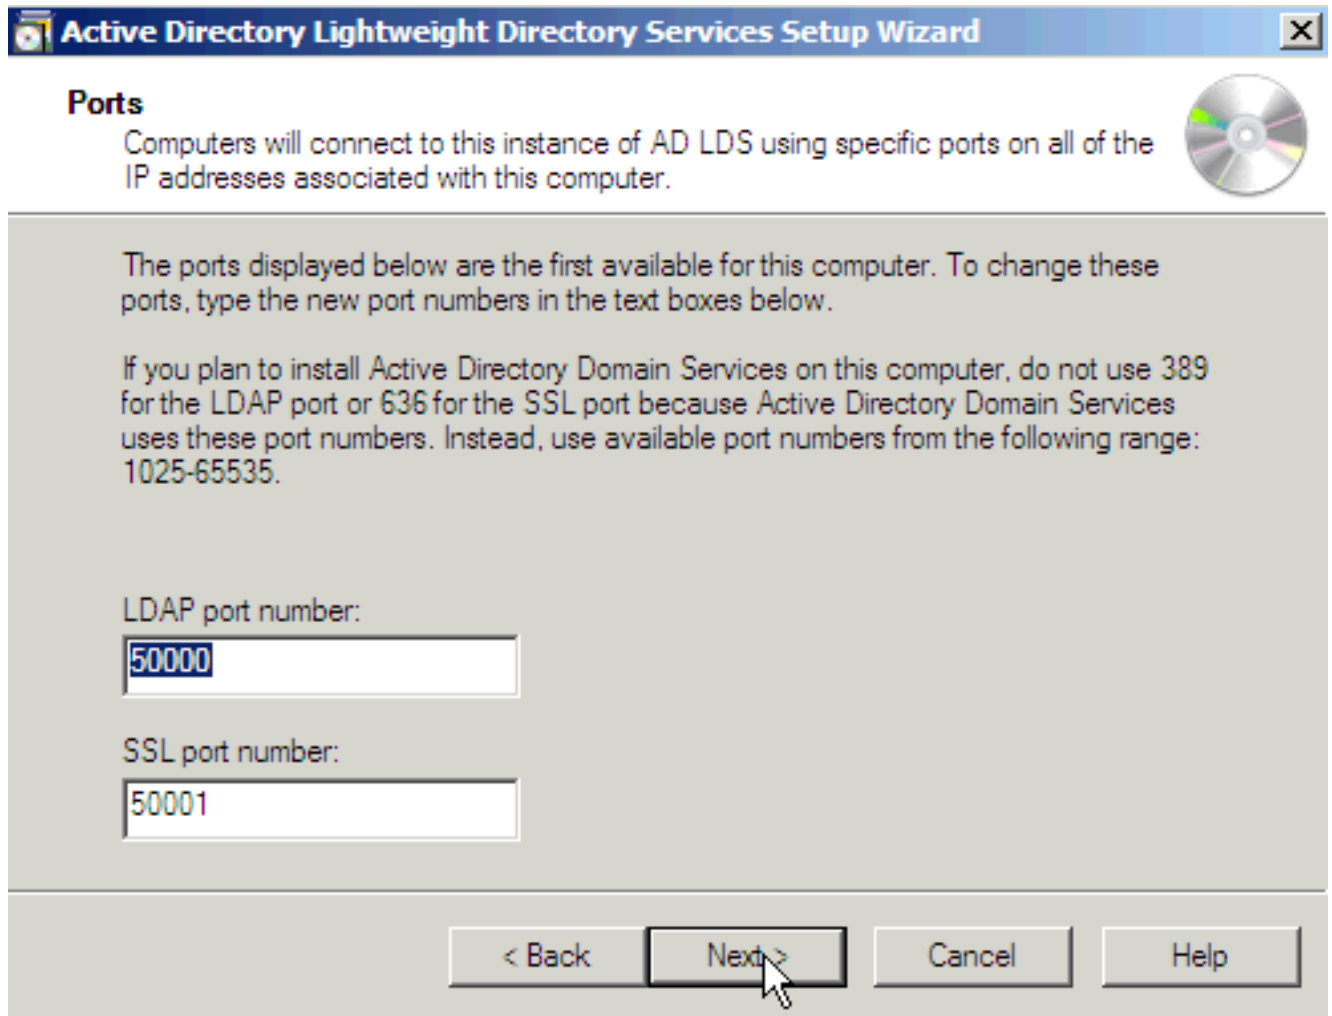 Active Directory Lightweight Directory Services Setup Wizard
Ports
Computers will connect to this instance of AD LDS using specific ports on all of the
IP addresses associated with this computer.
The ports displayed below are the first available for this computer. To change these
ports, type the new port numbers in the text boxes below.
If you plan to install Active Directory Domain Services on this computer, do not use 389
for the LDAP port or 636 for the SSL port because Active Directory Domain Services
uses these port numbers. Instead, use available port numbers from the following range:
1025-65535.
LDAP port number:
50000
SSL port number:
50001
< Back Next > Cancel Help